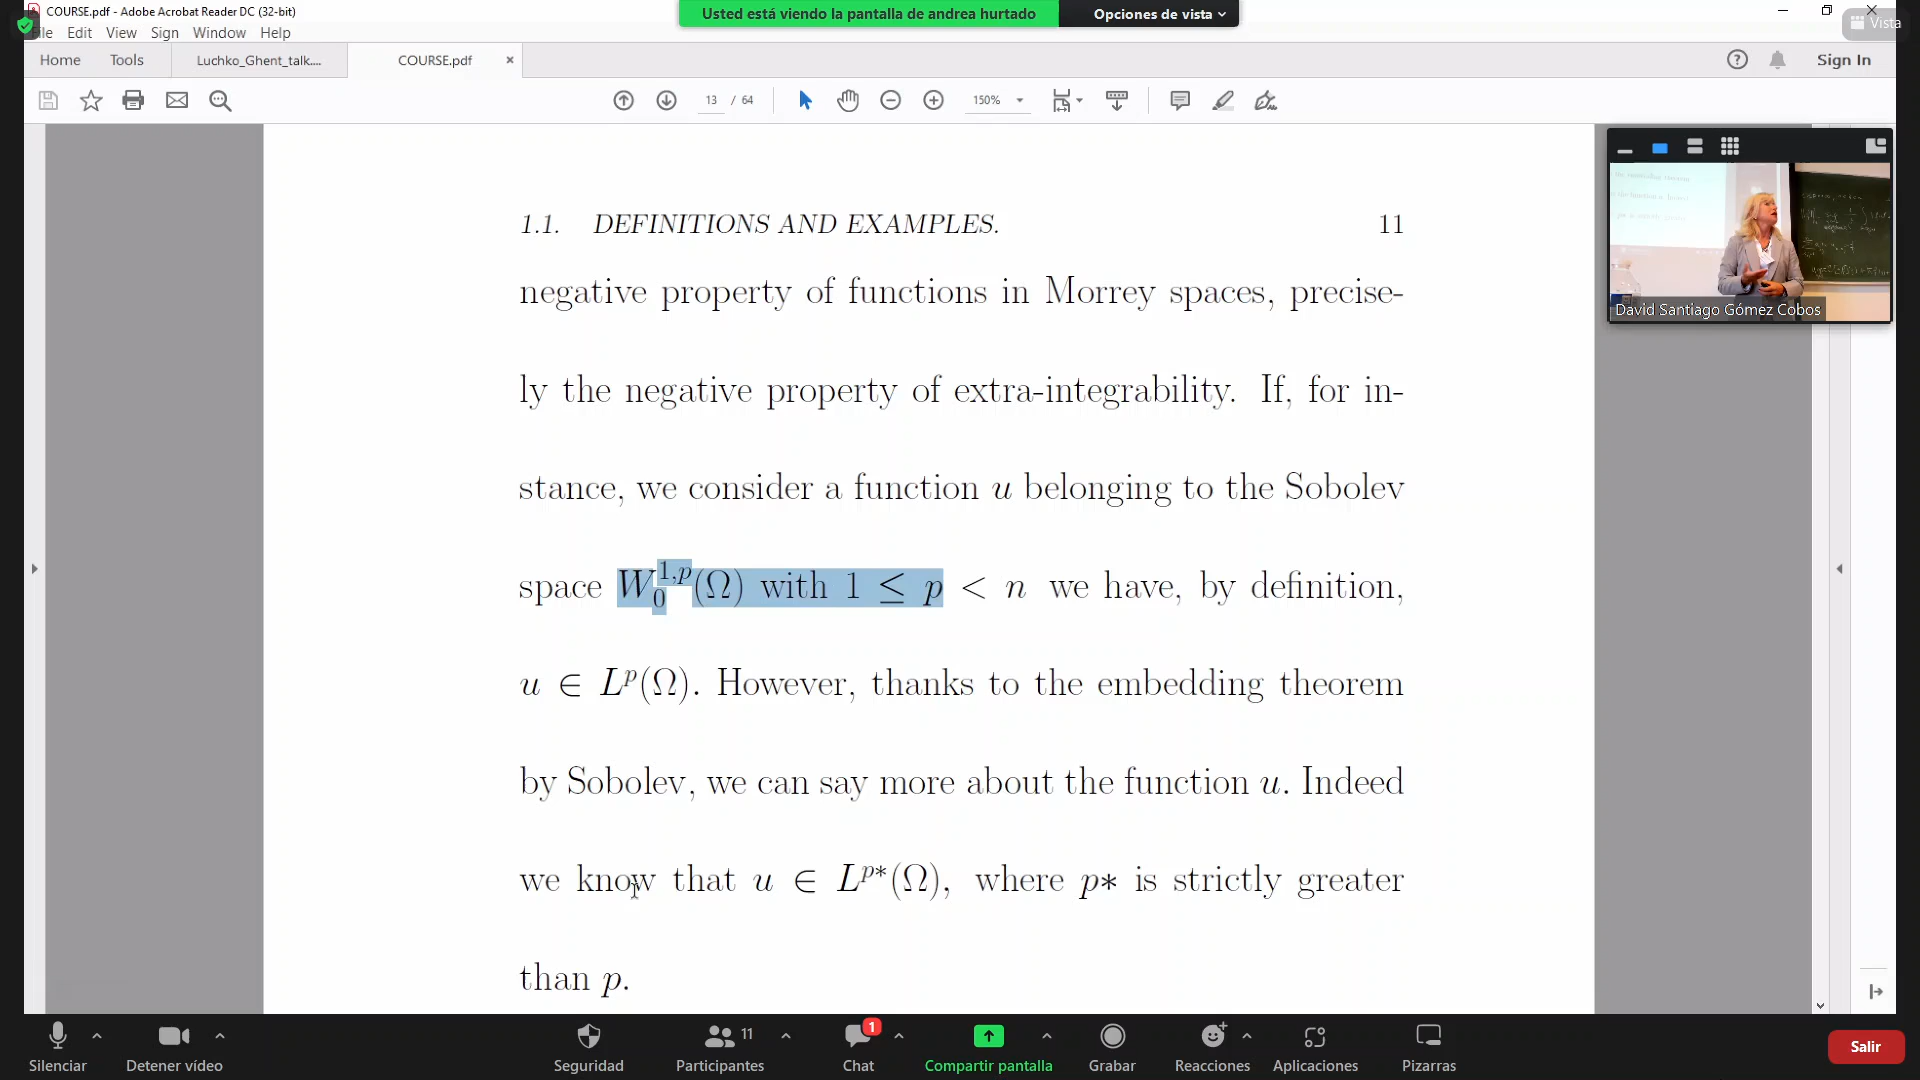 COURSE.pdf - Adobe Acrobat Reader DC (32-bit)
Usted está viendo la pantalla de andrea hurtado
Opciones de vista
Vista
File Edit View Sign Window Help
Home Tools Luchko_Ghent_talk.... COURSE.pdf × Sign In
13 / 64 150%
1.1. DEFINITIONS AND EXAMPLES. 11
negative property of functions in Morrey spaces, precise-
ly the negative property of extra-integrability. If, for in-
stance, we consider a function u belonging to the Sobolev
space W_0^{1,p}(Ω) with 1 ≤ p < n we have, by definition,
u ∈ L^p(Ω). However, thanks to the embedding theorem
by Sobolev, we can say more about the function u. Indeed
we know that u ∈ L^{p*}(Ω), where p* is strictly greater
than p.
David Santiago Gómez Cobos
Silenciar
Detener vídeo
Seguridad
11
Participantes
1
Chat
Compartir pantalla
Grabar
Reacciones
Aplicaciones
Pizarras
Salir